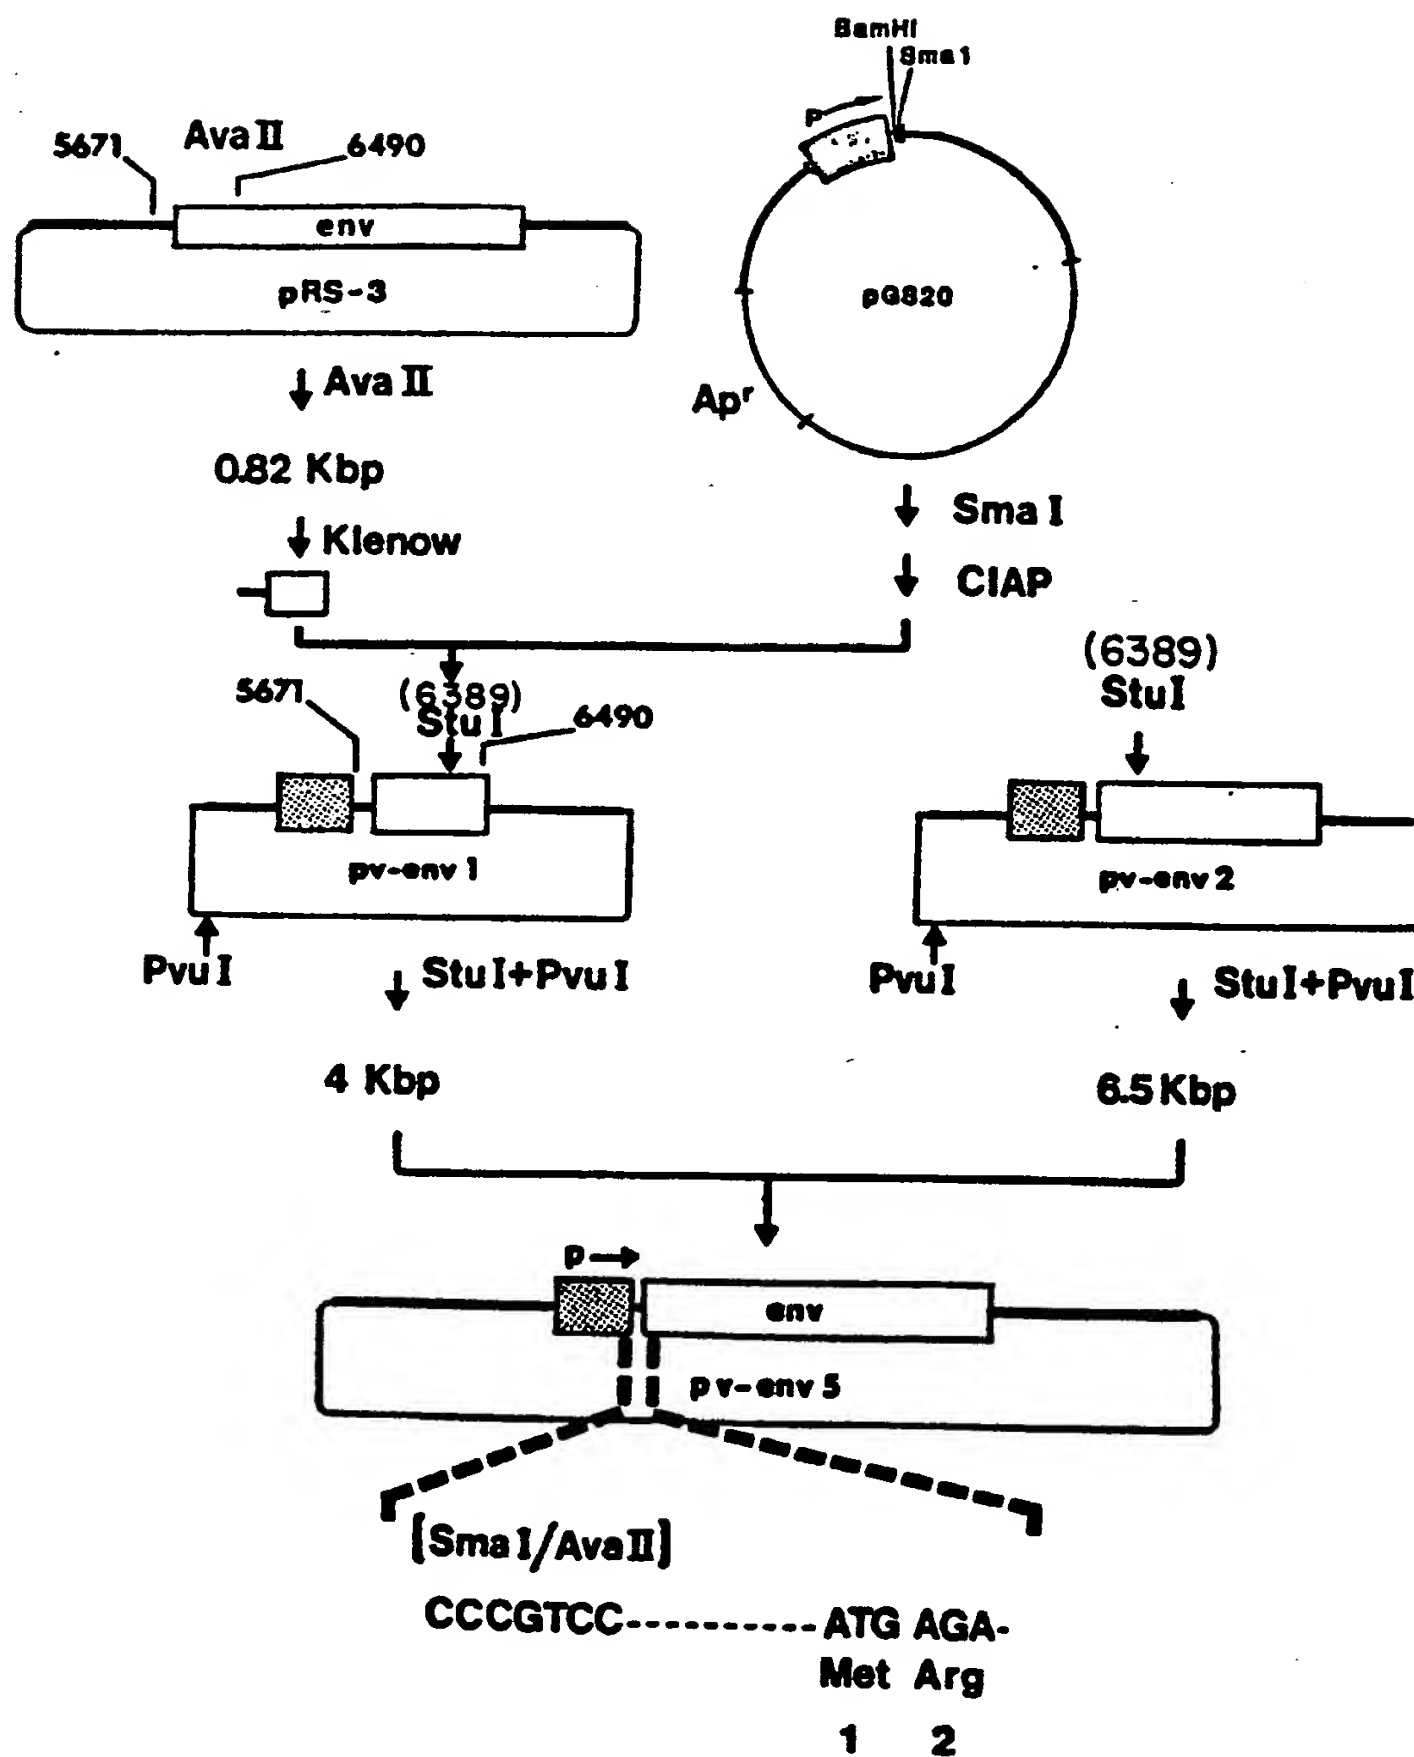 BamHI
Sma1
P
5671
Ava II
6490
env
pRS-3
pG820
Apʳ
Ava II
0.82 Kbp
Klenow
Sma I
CIAP
5671
(6389)
Stu I
6490
(6389)
Stu I
pv-env 1
pv-env 2
Pvu I
Stu I+Pvu I
Pvu I
Stu I+Pvu I
4 Kbp
6.5 Kbp
p
env
pv-env 5
[Sma I/Ava II]
CCCGTCC----------ATG AGA-
Met Arg
1 2